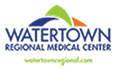 WATERTOWN
REGIONAL MEDICAL CENTER
watertownregional.com